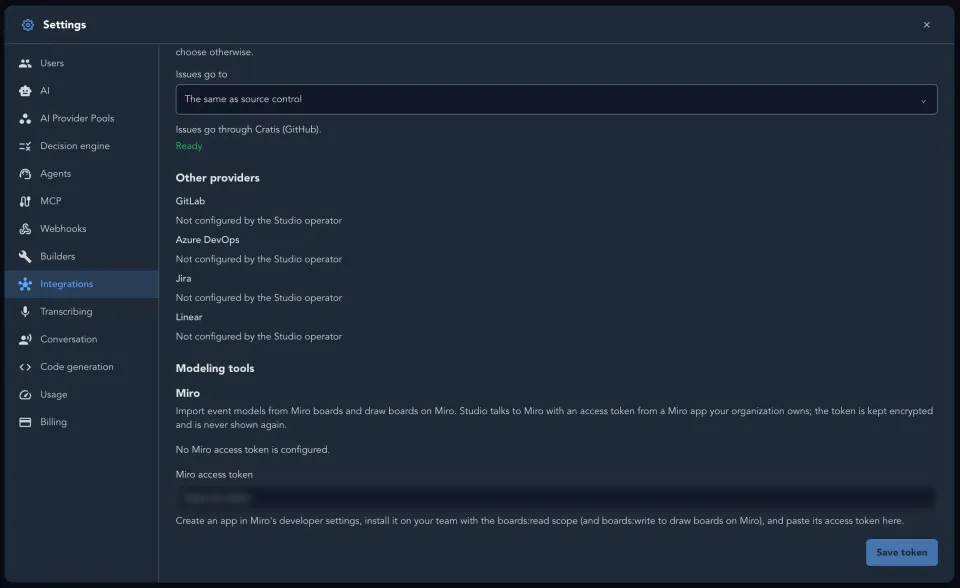 Settings
Users
AI
AI Provider Pools
Decision engine
Agents
MCP
Webhooks
Builders
Integrations
Transcribing
Conversation
Code generation
Usage
Billing
choose otherwise.
Issues go to
The same as source control
Issues go through Cratis (GitHub).
Ready
Other providers
GitLab
Not configured by the Studio operator
Azure DevOps
Not configured by the Studio operator
Jira
Not configured by the Studio operator
Linear
Not configured by the Studio operator
Modeling tools
Miro
Import event models from Miro boards and draw boards on Miro. Studio talks to Miro with an access token from a Miro app your organization owns; the token is kept encrypted
and is never shown again.
No Miro access token is configured.
Miro access token
Create an app in Miro's developer settings, install it on your team with the boards:read scope (and boards:write to draw boards on Miro), and paste its access token here.
Save token